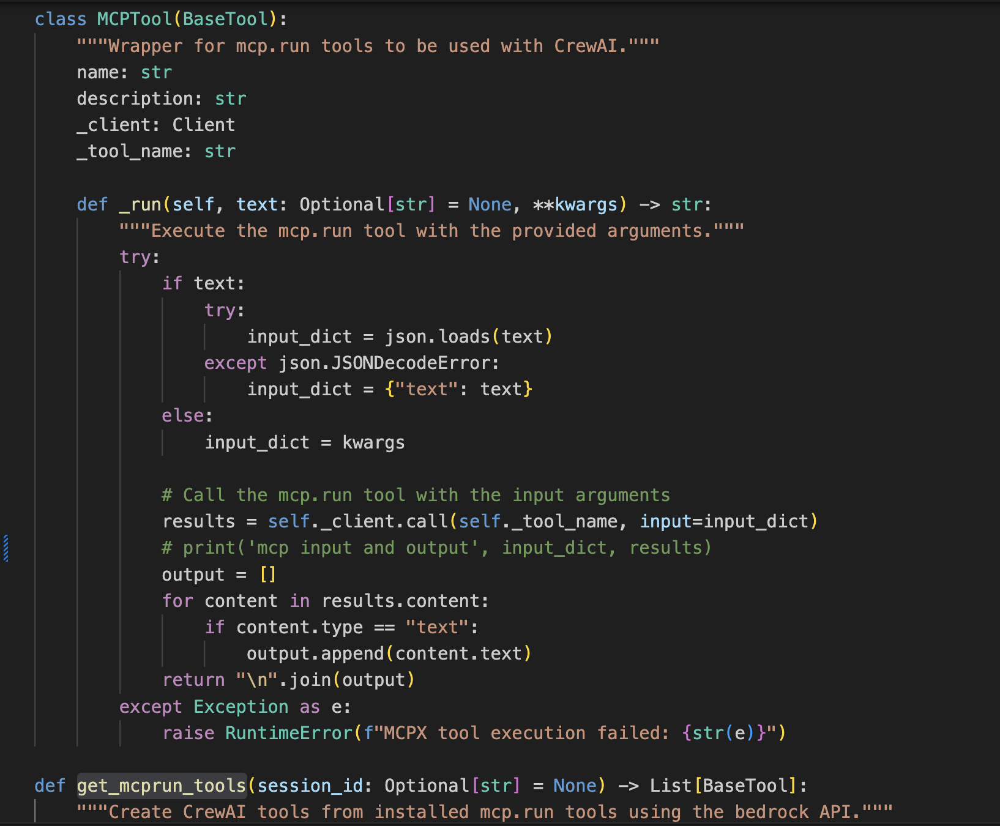 class MCPTool(BaseTool):
    """Wrapper for mcp.run tools to be used with CrewAI."""
    name: str
    description: str
    _client: Client
    _tool_name: str

    def _run(self, text: Optional[str] = None, **kwargs) -> str:
        """Execute the mcp.run tool with the provided arguments."""
        try:
            if text:
                try:
                    input_dict = json.loads(text)
                except json.JSONDecodeError:
                    input_dict = {"text": text}
            else:
                input_dict = kwargs

            # Call the mcp.run tool with the input arguments
            results = self._client.call(self._tool_name, input=input_dict)
            # print('mcp input and output', input_dict, results)
            output = []
            for content in results.content:
                if content.type == "text":
                    output.append(content.text)
            return "\n".join(output)
        except Exception as e:
            raise RuntimeError(f"MCPX tool execution failed: {str(e)}")

def get_mcprun_tools(session_id: Optional[str] = None) -> List[BaseTool]:
    """Create CrewAI tools from installed mcp.run tools using the bedrock API."""